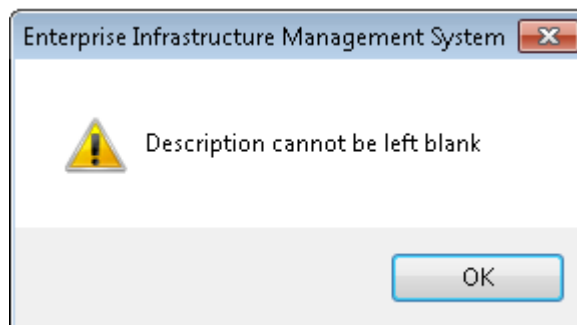 Enterprise Infrastructure Management System
Description cannot be left blank
OK